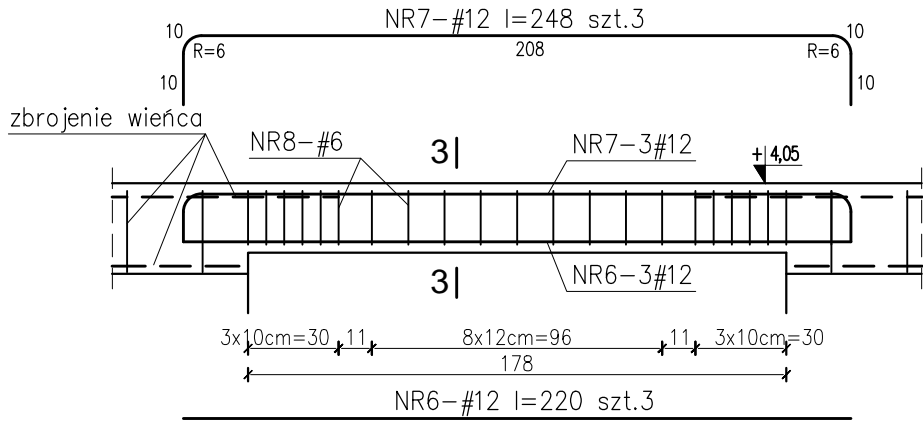 NR7-#12 l=248 szt.3
10
R=6
208
R=6
10
10
10
zbrojenie wieńca
NR8-#6
3|
NR7-3#12
+4,05
3|
NR6-3#12
3x10cm=30
11
8x12cm=96
11
3x10cm=30
178
NR6-#12 l=220 szt.3